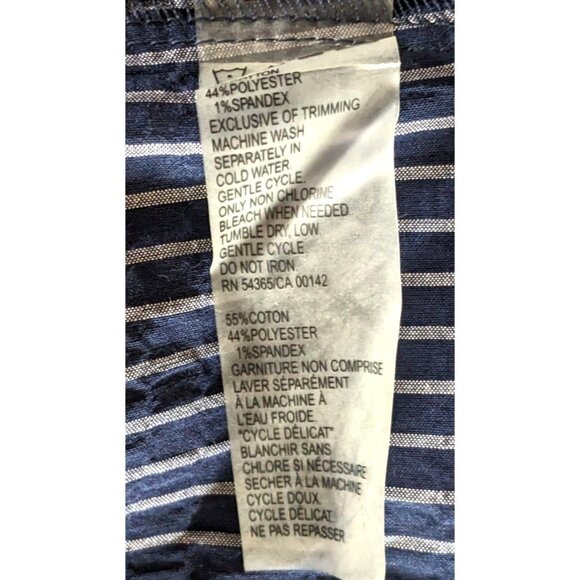 COTTON
44%POLYESTER
1%SPANDEX
EXCLUSIVE OF TRIMMING
MACHINE WASH
SEPARATELY IN
COLD WATER.
GENTLE CYCLE.
ONLY NON CHLORINE
BLEACH WHEN NEEDED
TUMBLE DRY, LOW
GENTLE CYCLE.
DO NOT IRON.
RN 54365/CA 00142
55%COTON
44%POLYESTER
1%SPANDEX
GARNITURE NON COMPRISE
LAVER SÉPARÉMENT
À LA MACHINE À
L'EAU FROIDE.
"CYCLE DÉLICAT"
BLANCHIR SANS
CHLORE SI NÉCESSAIRE
SECHER À LA MACHINE
CYCLE DOUX.
CYCLE DÉLICAT
NE PAS REPASSER